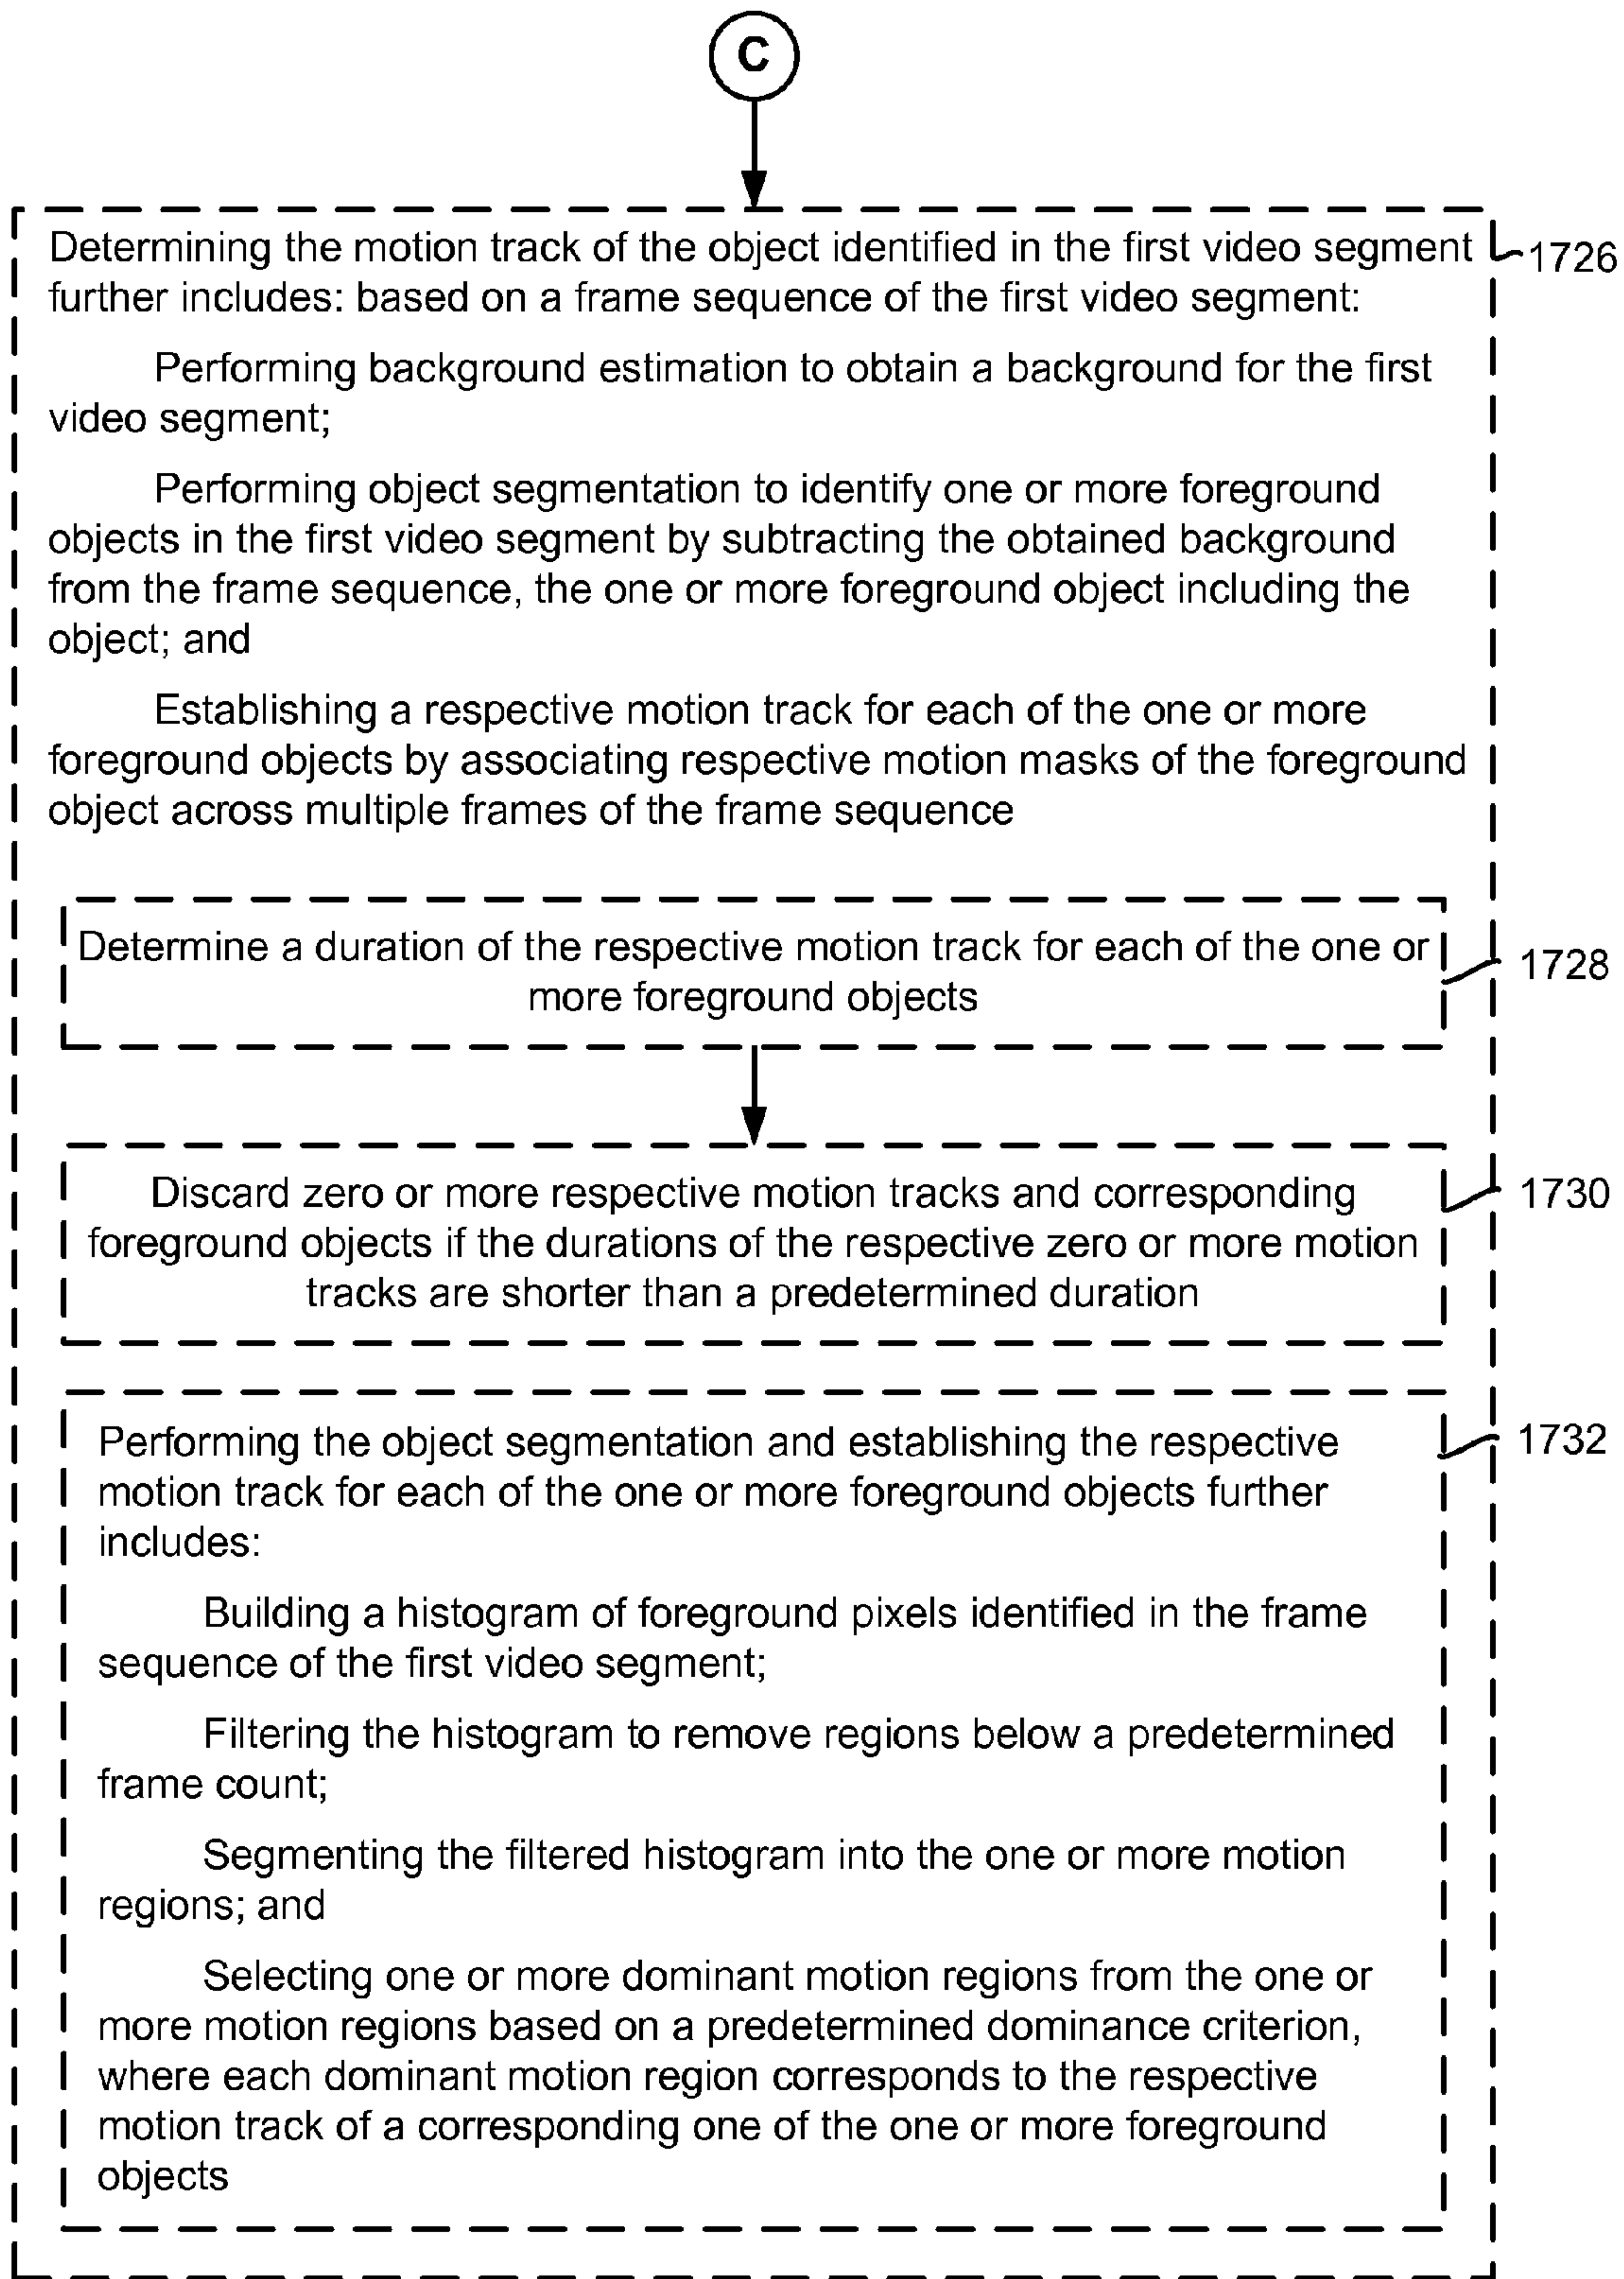 C
Determining the motion track of the object identified in the first video segment
further includes: based on a frame sequence of the first video segment:
1726
Performing background estimation to obtain a background for the first
video segment;
Performing object segmentation to identify one or more foreground
objects in the first video segment by subtracting the obtained background
from the frame sequence, the one or more foreground object including the
object; and
Establishing a respective motion track for each of the one or more
foreground objects by associating respective motion masks of the foreground
object across multiple frames of the frame sequence
Determine a duration of the respective motion track for each of the one or
more foreground objects
1728
Discard zero or more respective motion tracks and corresponding
foreground objects if the durations of the respective zero or more motion
tracks are shorter than a predetermined duration
1730
Performing the object segmentation and establishing the respective
motion track for each of the one or more foreground objects further
includes:
1732
Building a histogram of foreground pixels identified in the frame
sequence of the first video segment;
Filtering the histogram to remove regions below a predetermined
frame count;
Segmenting the filtered histogram into the one or more motion
regions; and
Selecting one or more dominant motion regions from the one or
more motion regions based on a predetermined dominance criterion,
where each dominant motion region corresponds to the respective
motion track of a corresponding one of the one or more foreground
objects